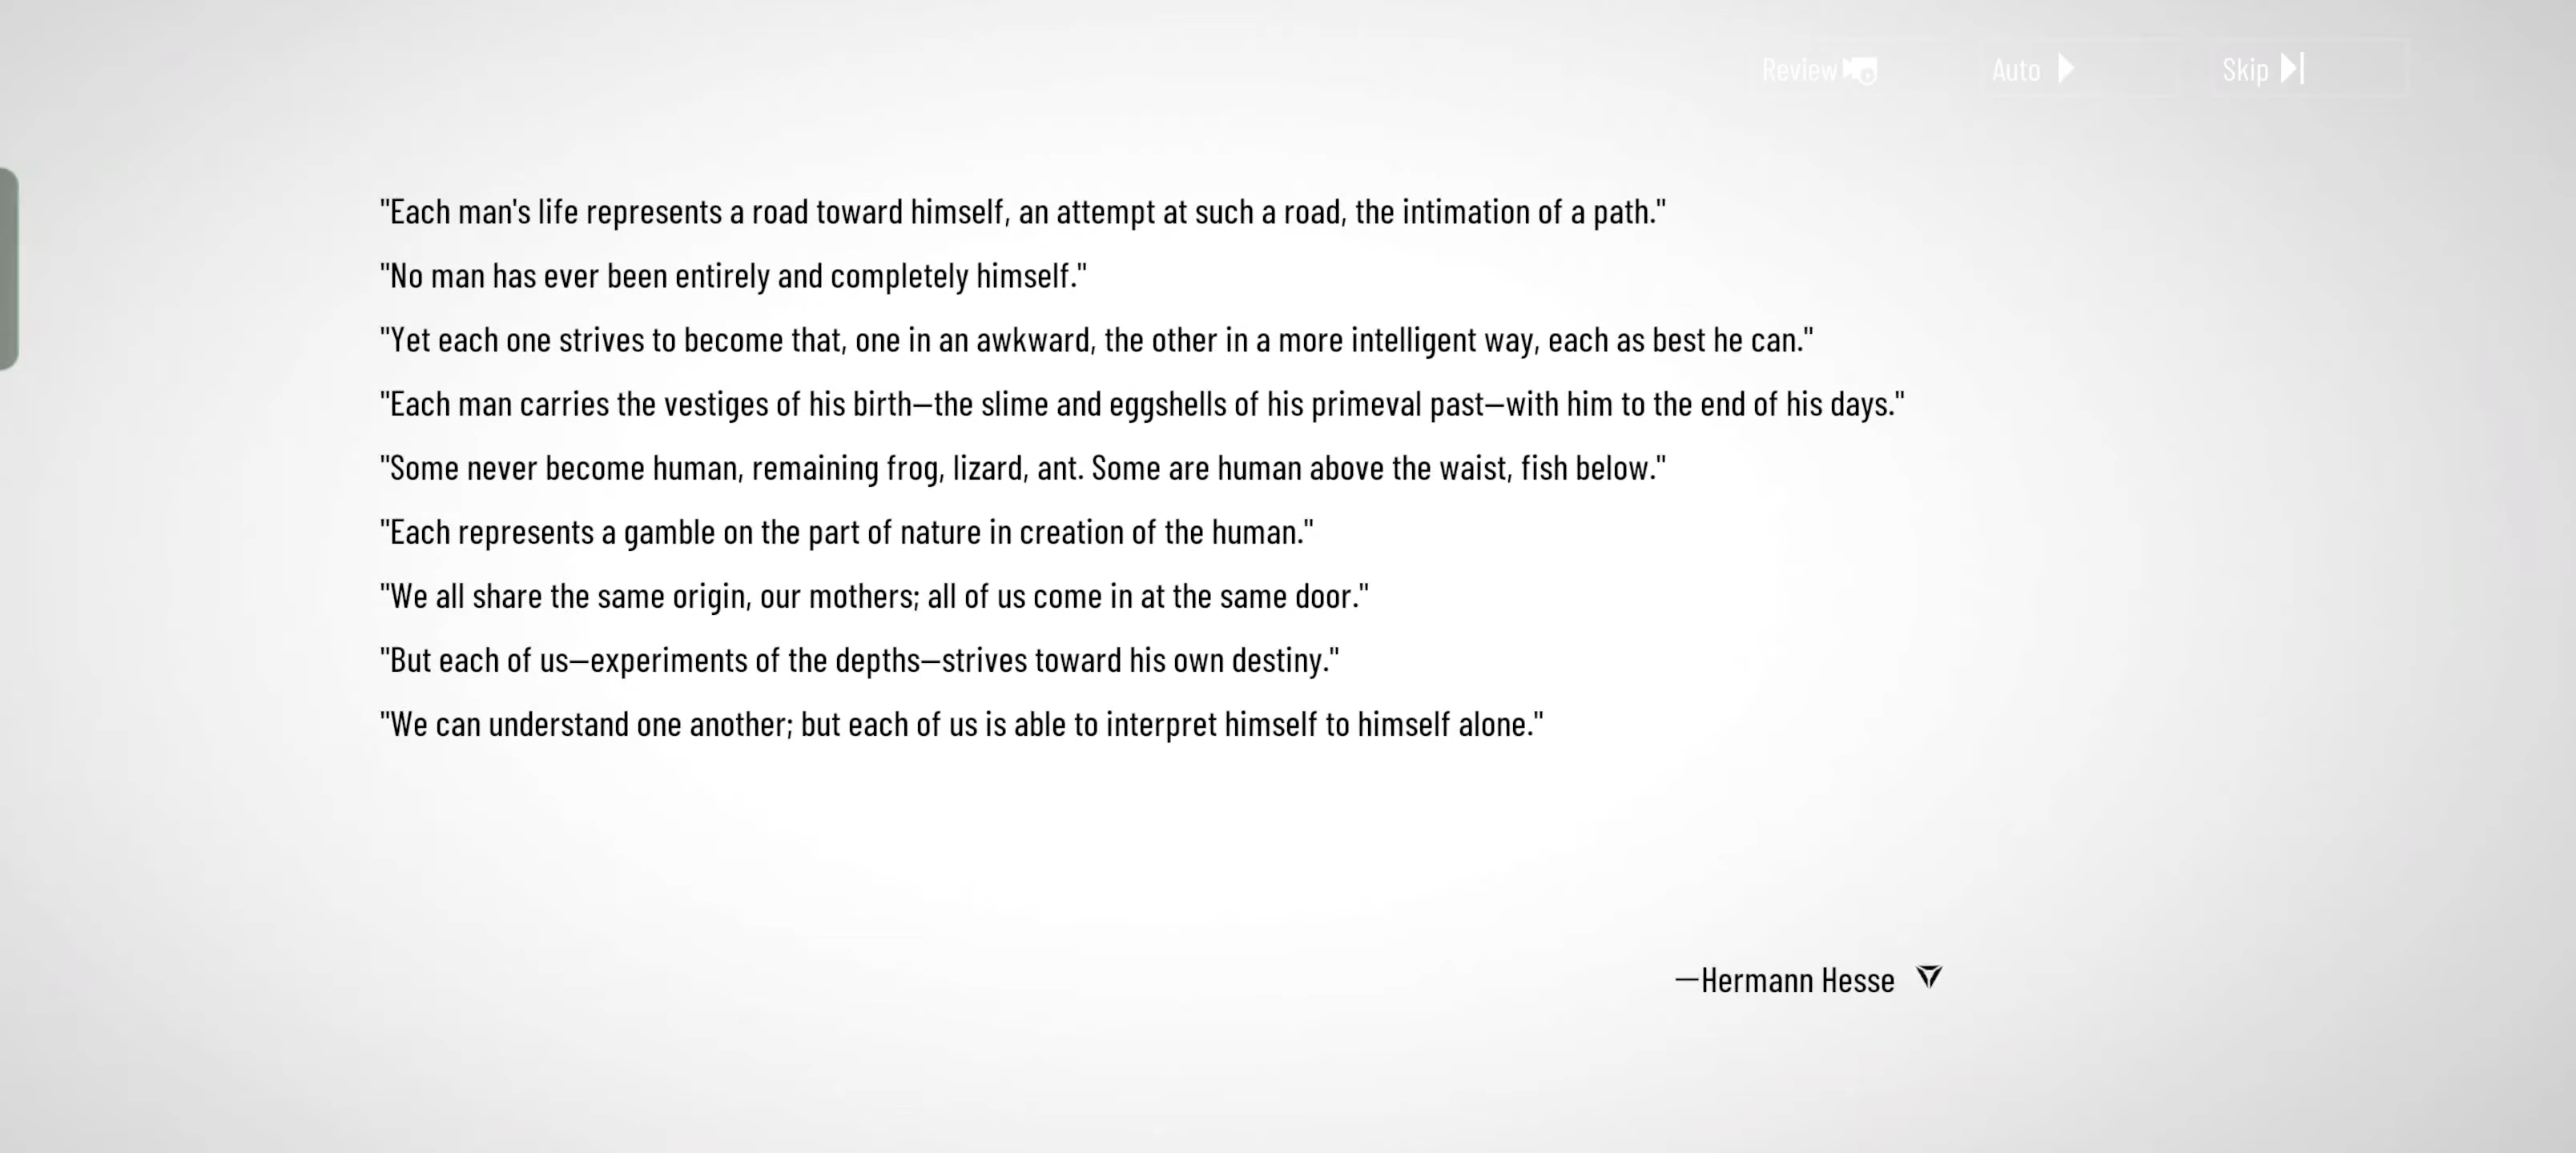 Review Auto Skip
"Each man's life represents a road toward himself, an attempt at such a road, the intimation of a path."
"No man has ever been entirely and completely himself."
"Yet each one strives to become that, one in an awkward, the other in a more intelligent way, each as best he can."
"Each man carries the vestiges of his birth—the slime and eggshells of his primeval past—with him to the end of his days."
"Some never become human, remaining frog, lizard, ant. Some are human above the waist, fish below."
"Each represents a gamble on the part of nature in creation of the human."
"We all share the same origin, our mothers; all of us come in at the same door."
"But each of us—experiments of the depths—strives toward his own destiny."
"We can understand one another; but each of us is able to interpret himself to himself alone."
—Hermann Hesse